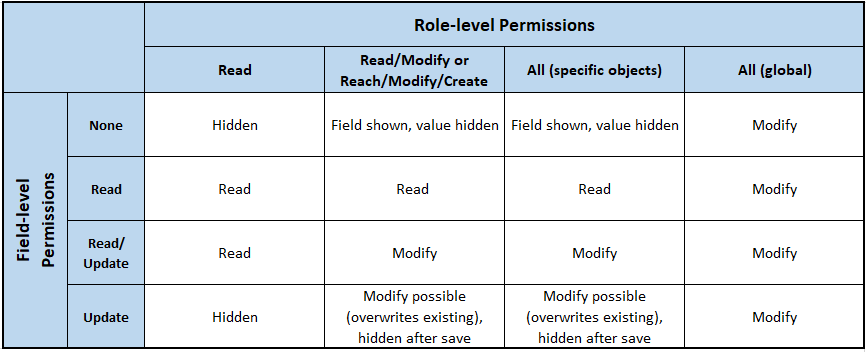 Role-level Permissions
Read
Read/Modify or
Reach/Modify/Create
All (specific objects)
All (global)
Field-level
Permissions
None
Hidden
Field shown, value hidden
Field shown, value hidden
Modify
Read
Read
Read
Read
Modify
Read/
Update
Read
Modify
Modify
Modify
Update
Hidden
Modify possible
(overwrites existing),
hidden after save
Modify possible
(overwrites existing),
hidden after save
Modify